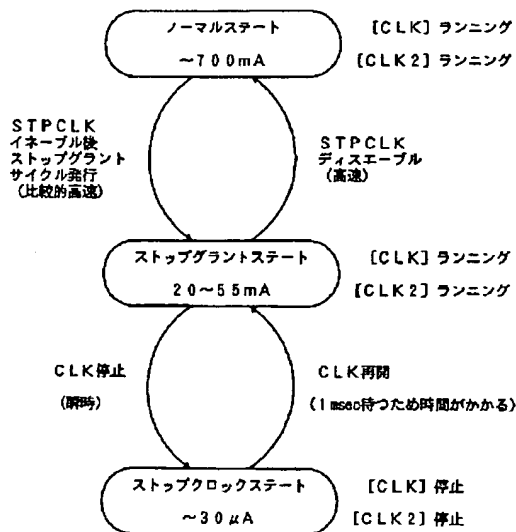 ノーマルステート
～700mA
[CLK] ランニング
[CLK2] ランニング
STPCLK
イネーブル後
ストップグラント
サイクル発行
(比較的高速)
STPCLK
ディスエーブル
(高速)
ストップグラントステート
20～55mA
[CLK] ランニング
[CLK2] ランニング
CLK停止
(瞬時)
CLK再開
(1msec待つため時間がかかる)
ストップクロックステート
～30μA
[CLK] 停止
[CLK2] 停止